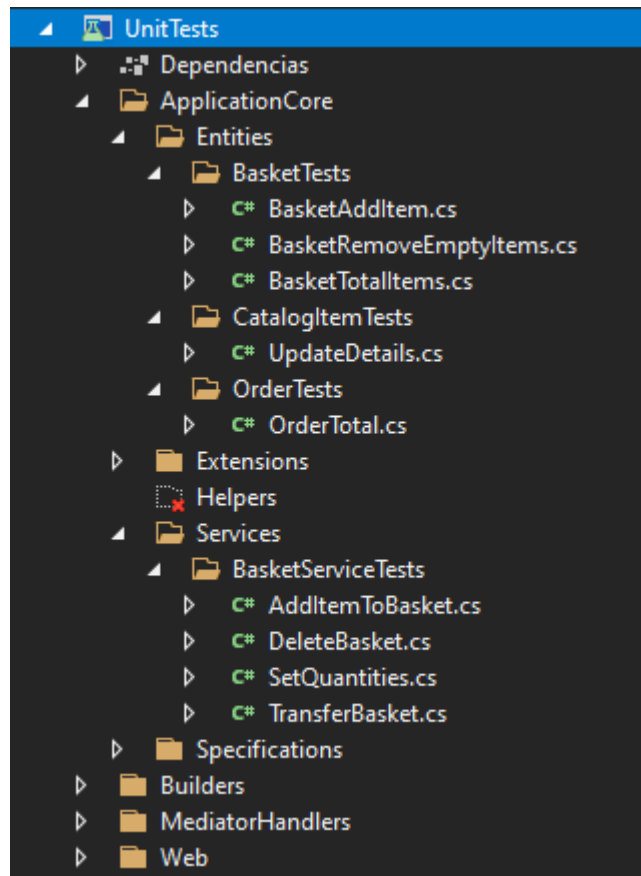 UnitTests
Dependencias
ApplicationCore
Entities
BasketTests
C# BasketAddItem.cs
C# BasketRemoveEmptyItems.cs
C# BasketTotalItems.cs
CatalogItemTests
C# UpdateDetails.cs
OrderTests
C# OrderTotal.cs
Extensions
Helpers
Services
BasketServiceTests
C# AddItemToBasket.cs
C# DeleteBasket.cs
C# SetQuantities.cs
C# TransferBasket.cs
Specifications
Builders
MediatorHandlers
Web